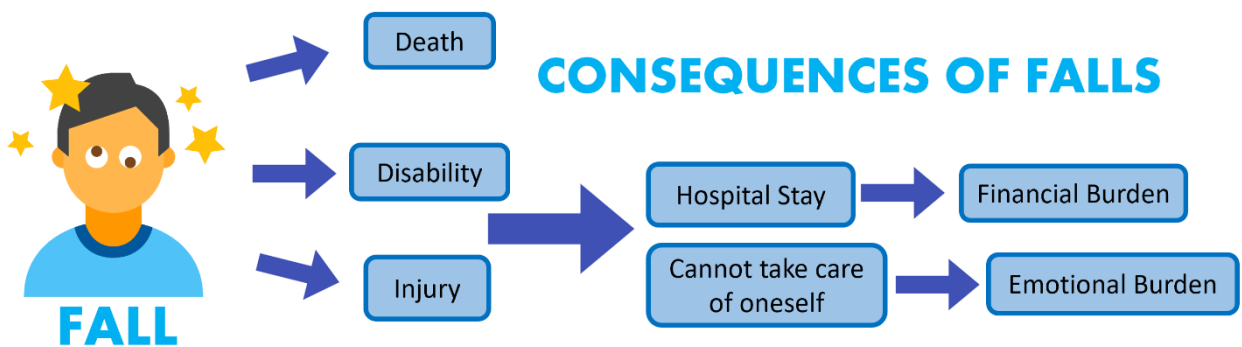 Death
CONSEQUENCES OF FALLS
Disability
Hospital Stay
Financial Burden
Injury
Cannot take care
of oneself
Emotional Burden
FALL